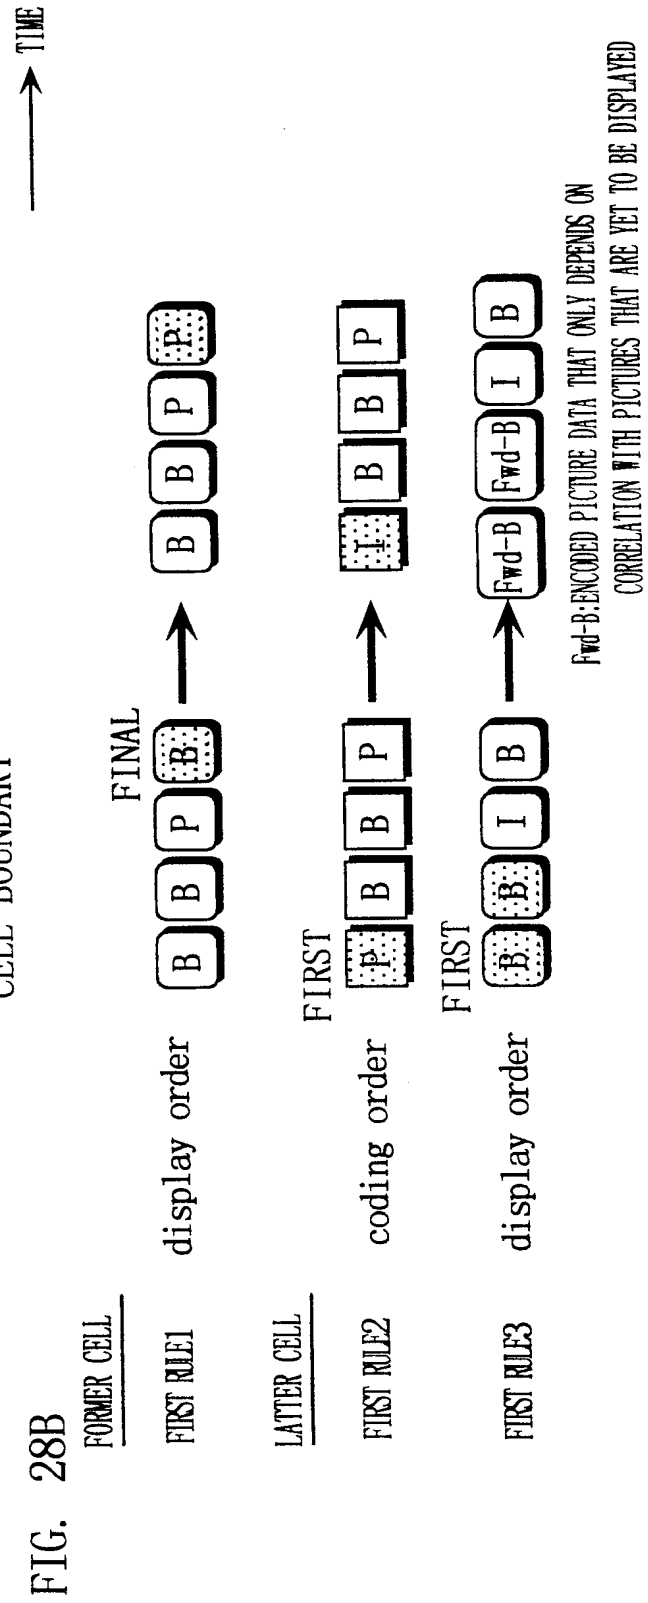 FIG. 28B
TIME
FORMER CELL
FINAL
FIRST RULE1 display order B B P B B B P P
LATTER CELL
FIRST
FIRST RULE2 coding order P B B P I B B P
FIRST
FIRST RULE3 display order B B I B Fwd-B Fwd-B I B
Fwd-B:ENCODED PICTURE DATA THAT ONLY DEPENDS ON
CORRELATION WITH PICTURES THAT ARE YET TO BE DISPLAYED